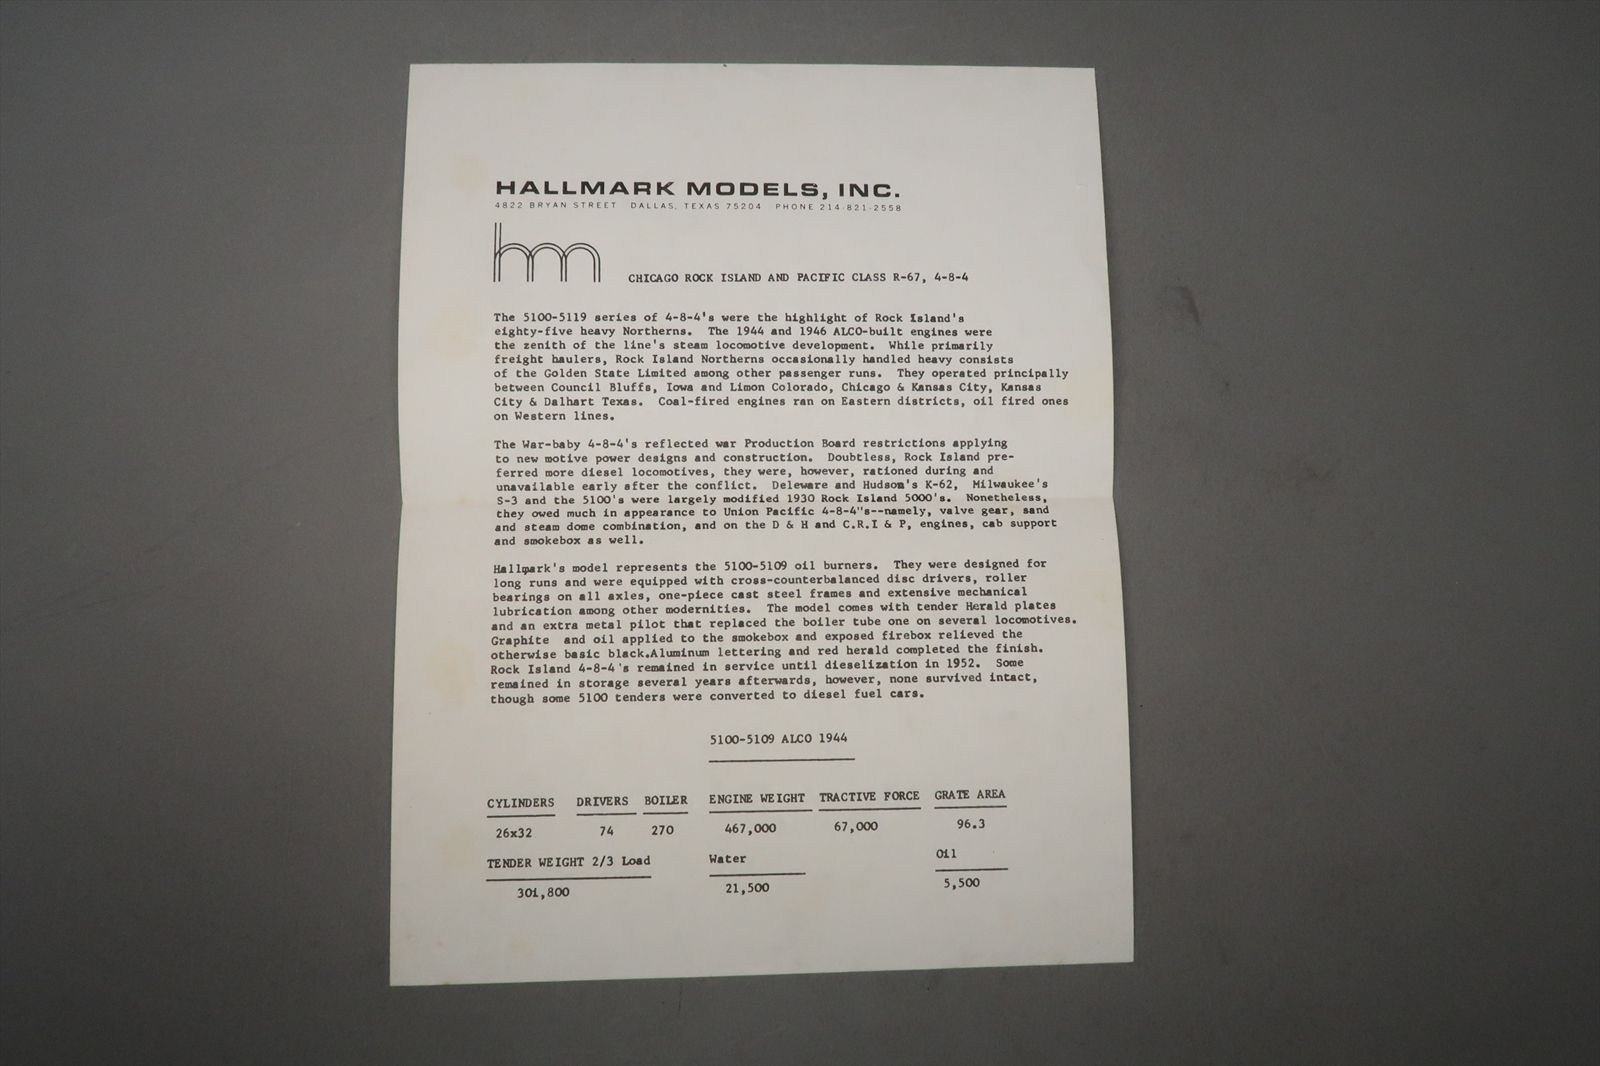 HALLMARK MODELS, INC.
4822 BRYAN STREET DALLAS, TEXAS 75204 PHONE 214-821-2558
hm
CHICAGO ROCK ISLAND AND PACIFIC CLASS R-67, 4-8-4
The 5100-5119 series of 4-8-4's were the highlight of Rock Island's
eighty-five heavy Northerns. The 1944 and 1946 ALCO-built engines were
the zenith of the line's steam locomotive development. While primarily
freight haulers, Rock Island Northerns occasionally handled heavy consists
of the Golden State Limited among other passenger runs. They operated principally
between Council Bluffs, Iowa and Limon Colorado, Chicago & Kansas City, Kansas
City & Dalhart Texas. Coal-fired engines ran on Eastern districts, oil fired ones
on Western lines.
The War-baby 4-8-4's reflected war Production Board restrictions applying
to new motive power designs and construction. Doubtless, Rock Island pre-
ferred more diesel locomotives, they were, however, rationed during and
unavailable early after the conflict. Deleware and Hudson's K-62, Milwaukee's
S-3 and the 5100's were largely modified 1930 Rock Island 5000's. Nonetheless,
they owed much in appearance to Union Pacific 4-8-4"s--namely, valve gear, sand
and steam dome combination, and on the D & H and C.R.I & P, engines, cab support
and smokebox as well.
Hallmark's model represents the 5100-5109 oil burners. They were designed for
long runs and were equipped with cross-counterbalanced disc drivers, roller
bearings on all axles, one-piece cast steel frames and extensive mechanical
lubrication among other modernities. The model comes with tender Herald plates
and an extra metal pilot that replaced the boiler tube one on several locomotives.
Graphite and oil applied to the smokebox and exposed firebox relieved the
otherwise basic black.Aluminum lettering and red herald completed the finish.
Rock Island 4-8-4's remained in service until dieselization in 1952. Some
remained in storage several years afterwards, however, none survived intact,
though some 5100 tenders were converted to diesel fuel cars.
5100-5109 ALCO 1944
CYLINDERS DRIVERS BOILER ENGINE WEIGHT TRACTIVE FORCE GRATE AREA
26x32 74 270 467,000 67,000 96.3
TENDER WEIGHT 2/3 Load Water Oil
301,800 21,500 5,500